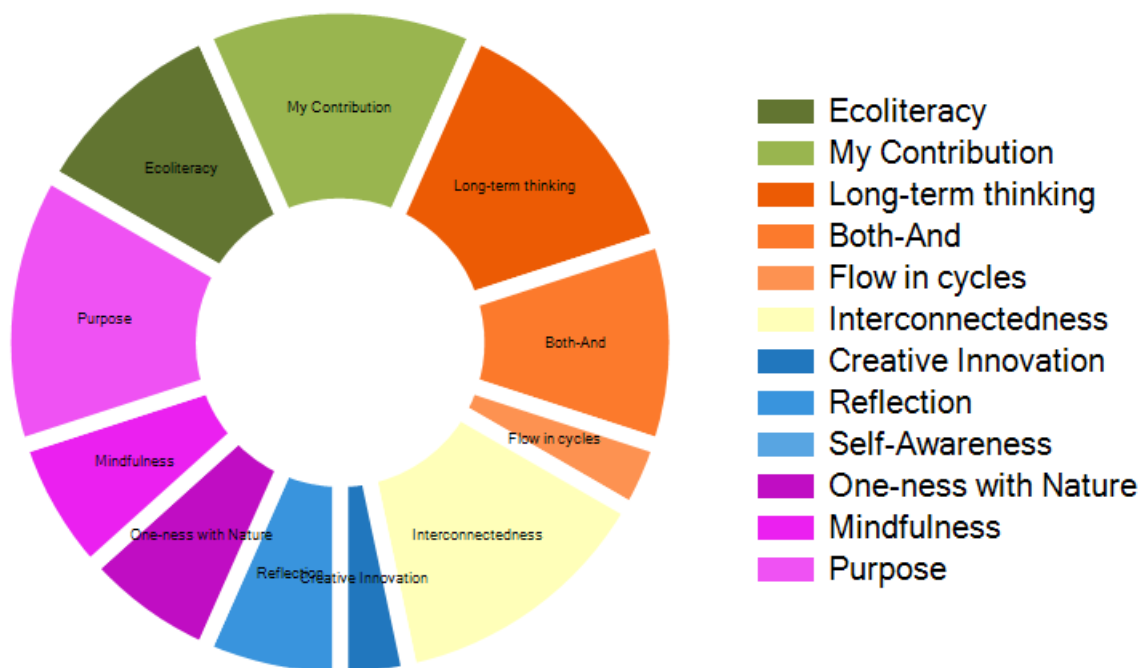 My Contribution
Ecoliteracy
Long-term thinking
Purpose
Both-And
Flow in cycles
Mindfulness
One-ness with Nature
Interconnectedness
Reflection
Creative Innovation
Ecoliteracy
My Contribution
Long-term thinking
Both-And
Flow in cycles
Interconnectedness
Creative Innovation
Reflection
Self-Awareness
One-ness with Nature
Mindfulness
Purpose